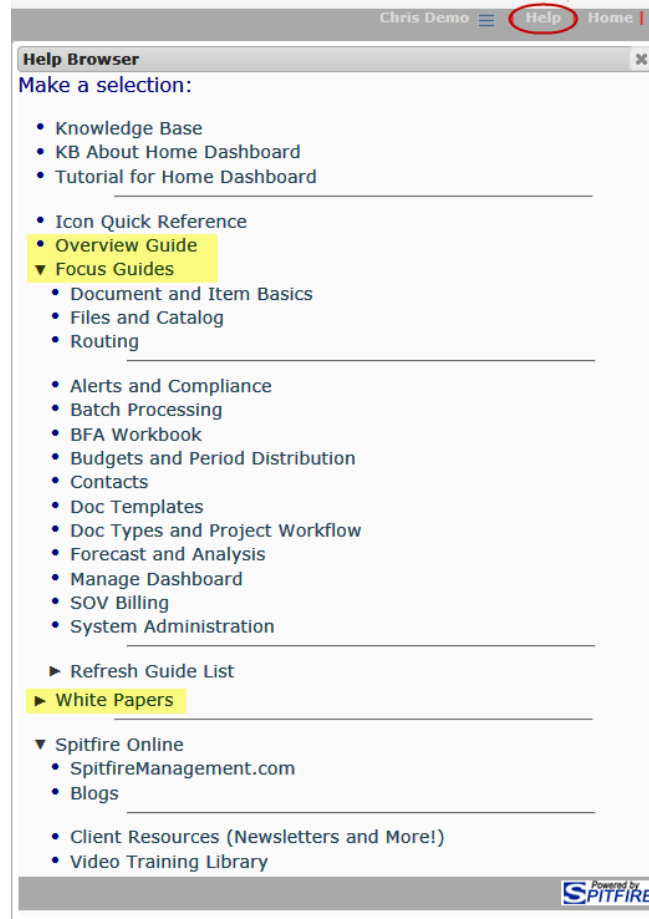 Chris Demo Help Home
Help Browser
Make a selection:
Knowledge Base
KB About Home Dashboard
Tutorial for Home Dashboard
Icon Quick Reference
Overview Guide
Focus Guides
Document and Item Basics
Files and Catalog
Routing
Alerts and Compliance
Batch Processing
BFA Workbook
Budgets and Period Distribution
Contacts
Doc Templates
Doc Types and Project Workflow
Forecast and Analysis
Manage Dashboard
SOV Billing
System Administration
Refresh Guide List
White Papers
Spitfire Online
SpitfireManagement.com
Blogs
Client Resources (Newsletters and More!)
Video Training Library
Powered by
SPITFIRE